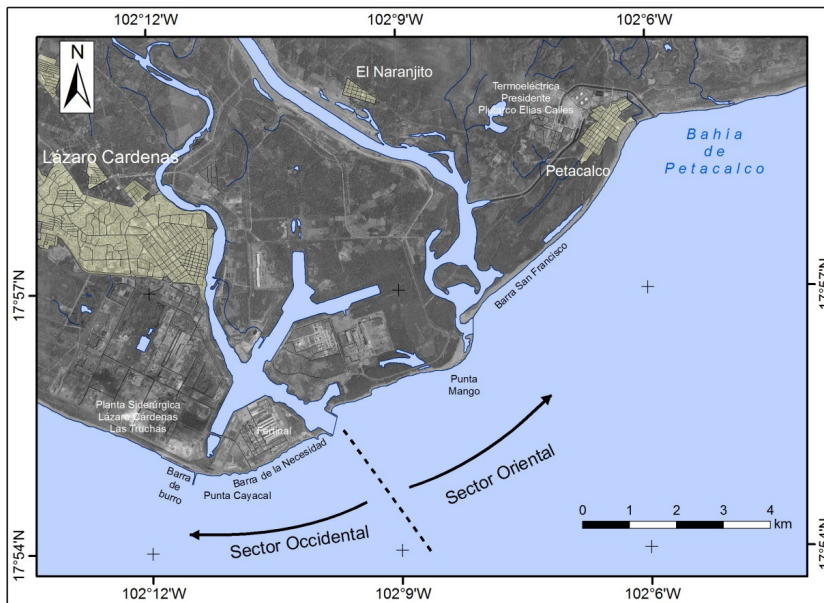 102°12'W 102°9'W 102°6'W
N
El Naranjito
Termoeléctrica
Presidente
Plutarco Elias Calles
Lázaro Cardenas
Bahía
de
Petacalco
Petacalco
Barra San Francisco
17°57'N 17°57'N
Punta
Mango
Planta Siderúrgica
Lázaro Cárdenas
Las Truchas
Fertinal
Barra de la Necesidad
Barra
de
burro
Punta Cayacal
Sector Oriental
Sector Occidental
0 1 2 3 4
km
17°54'N 17°54'N
102°12'W 102°9'W 102°6'W